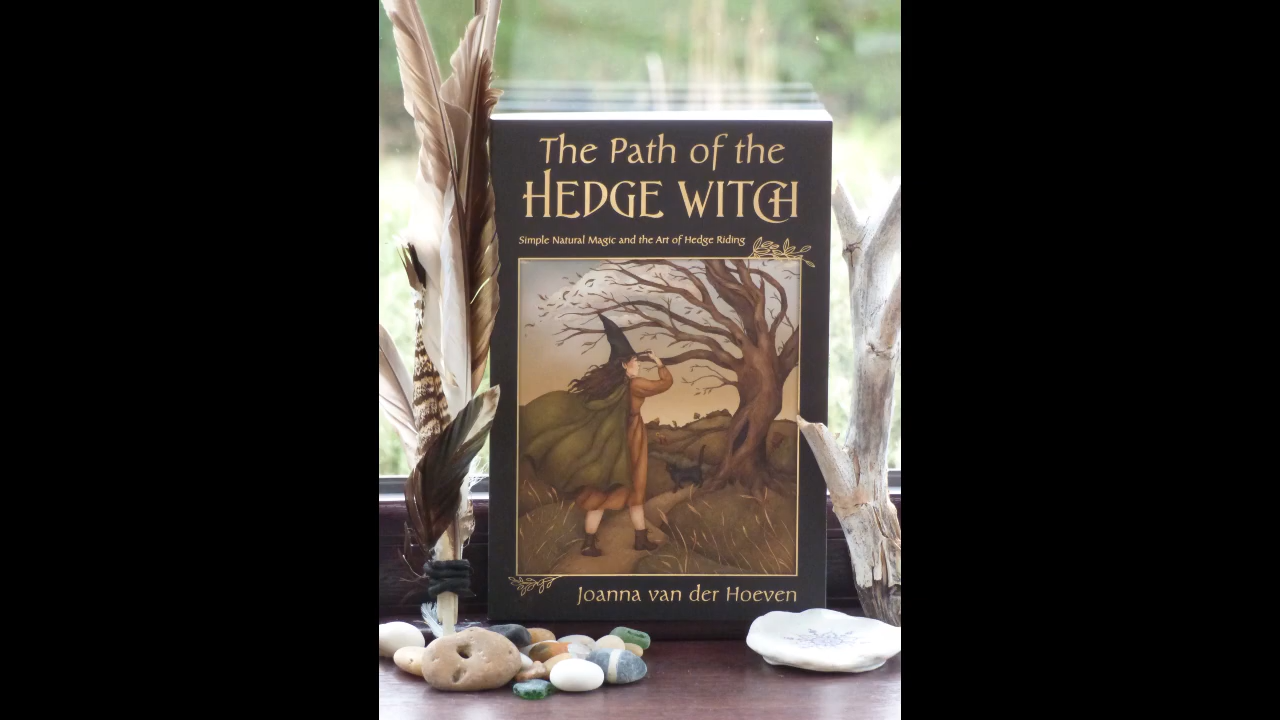 The Path of the
HEDGE WITCH
Simple Natural Magic and the Art of Hedge Riding
Joanna van der Hoeven